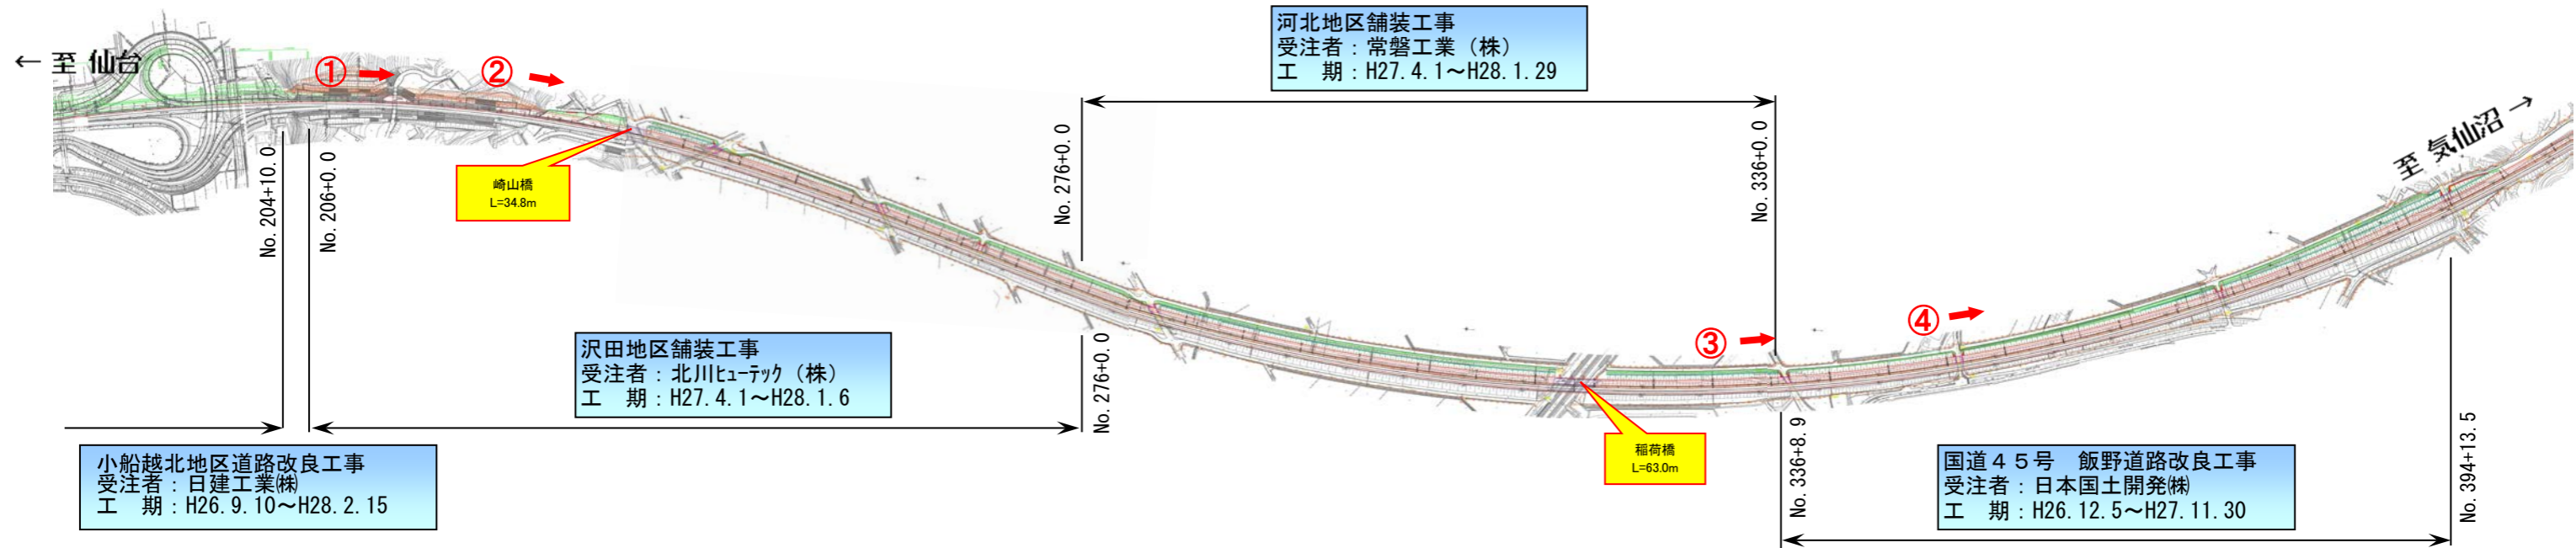 ← 至 仙台
①
②
河北地区舗装工事
受注者：常磐工業（株）
工　期：H27.4.1～H28.1.29
至 気仙沼 →
No.204+10.0
No.206+0.0
崎山橋
L=34.8m
No.276+0.0
No.336+0.0
③
④
沢田地区舗装工事
受注者：北川ﾋｭｰﾃｯｸ（株）
工　期：H27.4.1～H28.1.6
No.276+0.0
小船越北地区道路改良工事
受注者：日建工業㈱
工　期：H26.9.10～H28.2.15
稲荷橋
L=63.0m
No.336+8.9
国道４５号　飯野道路改良工事
受注者：日本国土開発㈱
工　期：H26.12.5～H27.11.30
No.394+13.5